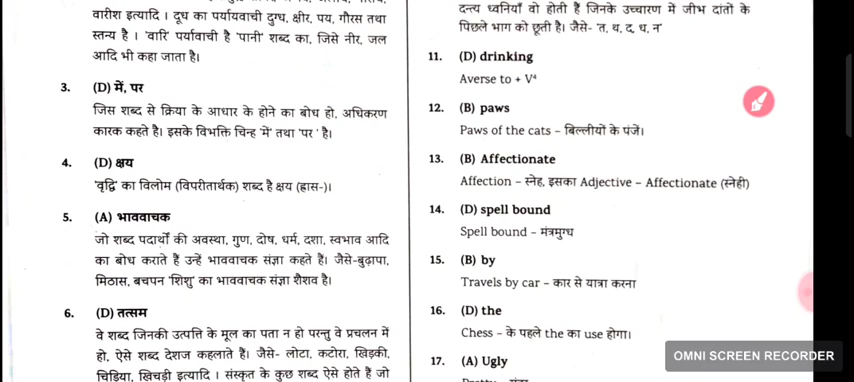 वारीश इत्यादि । दूध का पर्यायवाची दुग्ध, क्षीर, पय, गौरस तथा
स्तन्य है । 'वारि' पर्यावाची है 'पानी' शब्द का, जिसे नीर, जल
आदि भी कहा जाता है।
3. (D) में, पर
जिस शब्द से क्रिया के आधार के होने का बोध हो, अधिकरण
कारक कहते है। इसके विभक्ति चिन्ह 'में' तथा 'पर ' है।
4. (D) क्षय
'वृद्धि' का विलोम (विपरीतार्थक) शब्द है क्षय (ह्रास-)।
5. (A) भाववाचक
जो शब्द पदार्थों की अवस्था, गुण, दोष, धर्म, दशा, स्वभाव आदि
का बोध कराते हैं उन्हें भाववाचक संज्ञा कहते हैं। जैसे-बुढ़ापा,
मिठास, बचपन 'शिशु' का भाववाचक संज्ञा शैशव है।
6. (D) तत्सम
वे शब्द जिनकी उत्पत्ति के मूल का पता न हो परन्तु वे प्रचलन में
हो, ऐसे शब्द देशज कहलाते हैं। जैसे- लोटा, कटोरा, खिड़की,
चिड़िया, खिचड़ी इत्यादि । संस्कृत के कुछ शब्द ऐसे होते हैं जो
दन्त्य ध्वनियाँ वो होती हैं जिनके उच्चारण में जीभ दांतों के
पिछले भाग को छूती है। जैसे- 'त, थ, द, ध, न'
11. (D) drinking
Averse to + V⁴
12. (B) paws
Paws of the cats – बिल्लीयों के पंजें।
13. (B) Affectionate
Affection – स्नेह, इसका Adjective – Affectionate (स्नेही)
14. (D) spell bound
Spell bound – मंत्रमुग्ध
15. (B) by
Travels by car – कार से यात्रा करना
16. (D) the
Chess – के पहले the का use होगा।
17. (A) Ugly
OMNI SCREEN RECORDER